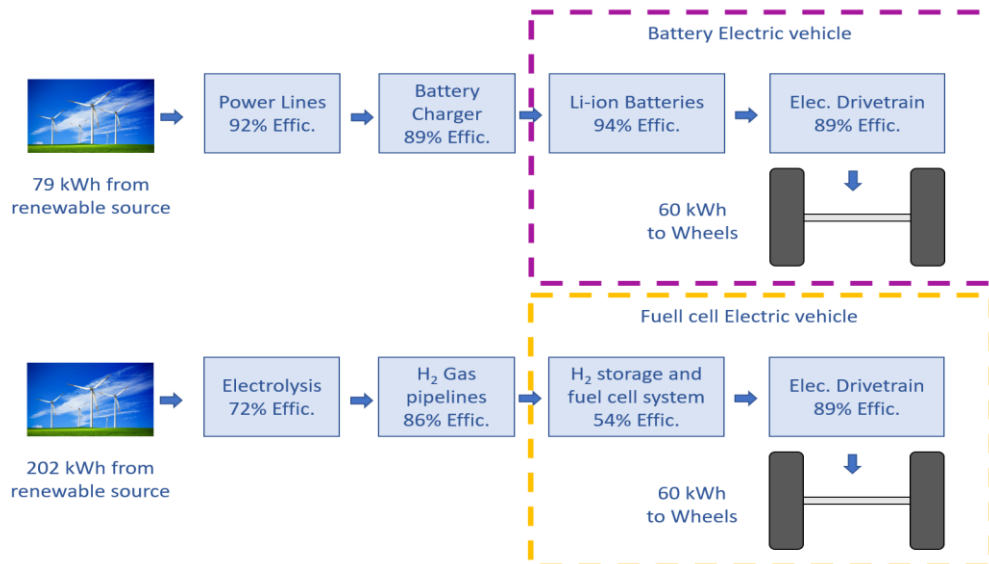 Battery Electric vehicle
Power Lines
92% Effic.
Battery
Charger
89% Effic.
Li-ion Batteries
94% Effic.
Elec. Drivetrain
89% Effic.
79 kWh from
renewable source
60 kWh
to Wheels
Fuell cell Electric vehicle
Electrolysis
72% Effic.
H₂ Gas
pipelines
86% Effic.
H₂ storage and
fuel cell system
54% Effic.
Elec. Drivetrain
89% Effic.
202 kWh from
renewable source
60 kWh
to Wheels